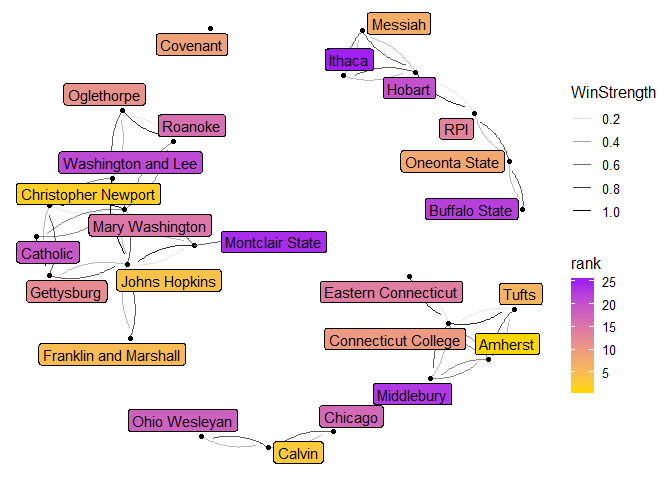 Messiah
Covenant
Ithaca
Hobart
Oglethorpe
Roanoke
RPI
Washington and Lee
Oneonta State
Christopher Newport
Buffalo State
Mary Washington
Montclair State
Catholic
Johns Hopkins
Gettysburg
Eastern Connecticut
Tufts
Connecticut College
Amherst
Franklin and Marshall
Middlebury
Ohio Wesleyan
Chicago
Calvin
WinStrength
0.2
0.4
0.6
0.8
1.0
rank
25
20
15
10
5